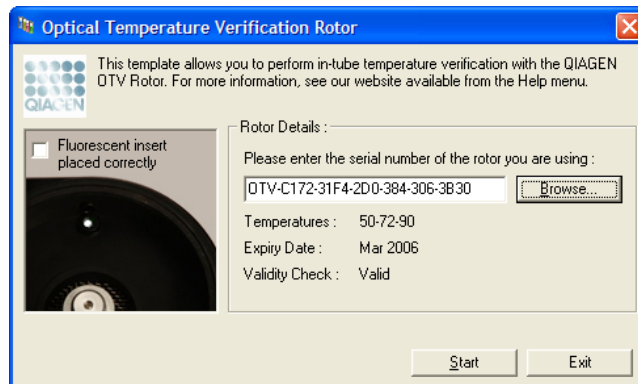 Optical Temperature Verification Rotor
This template allows you to perform in-tube temperature verification with the QIAGEN
OTV Rotor. For more information, see our website available from the Help menu.
QIAGEN
Fluorescent insert
placed correctly
Rotor Details :
Please enter the serial number of the rotor you are using :
OTV-C172-31F4-2D0-384-306-3B30
Browse...
Temperatures : 50-72-90
Expiry Date : Mar 2006
Validity Check : Valid
Start Exit